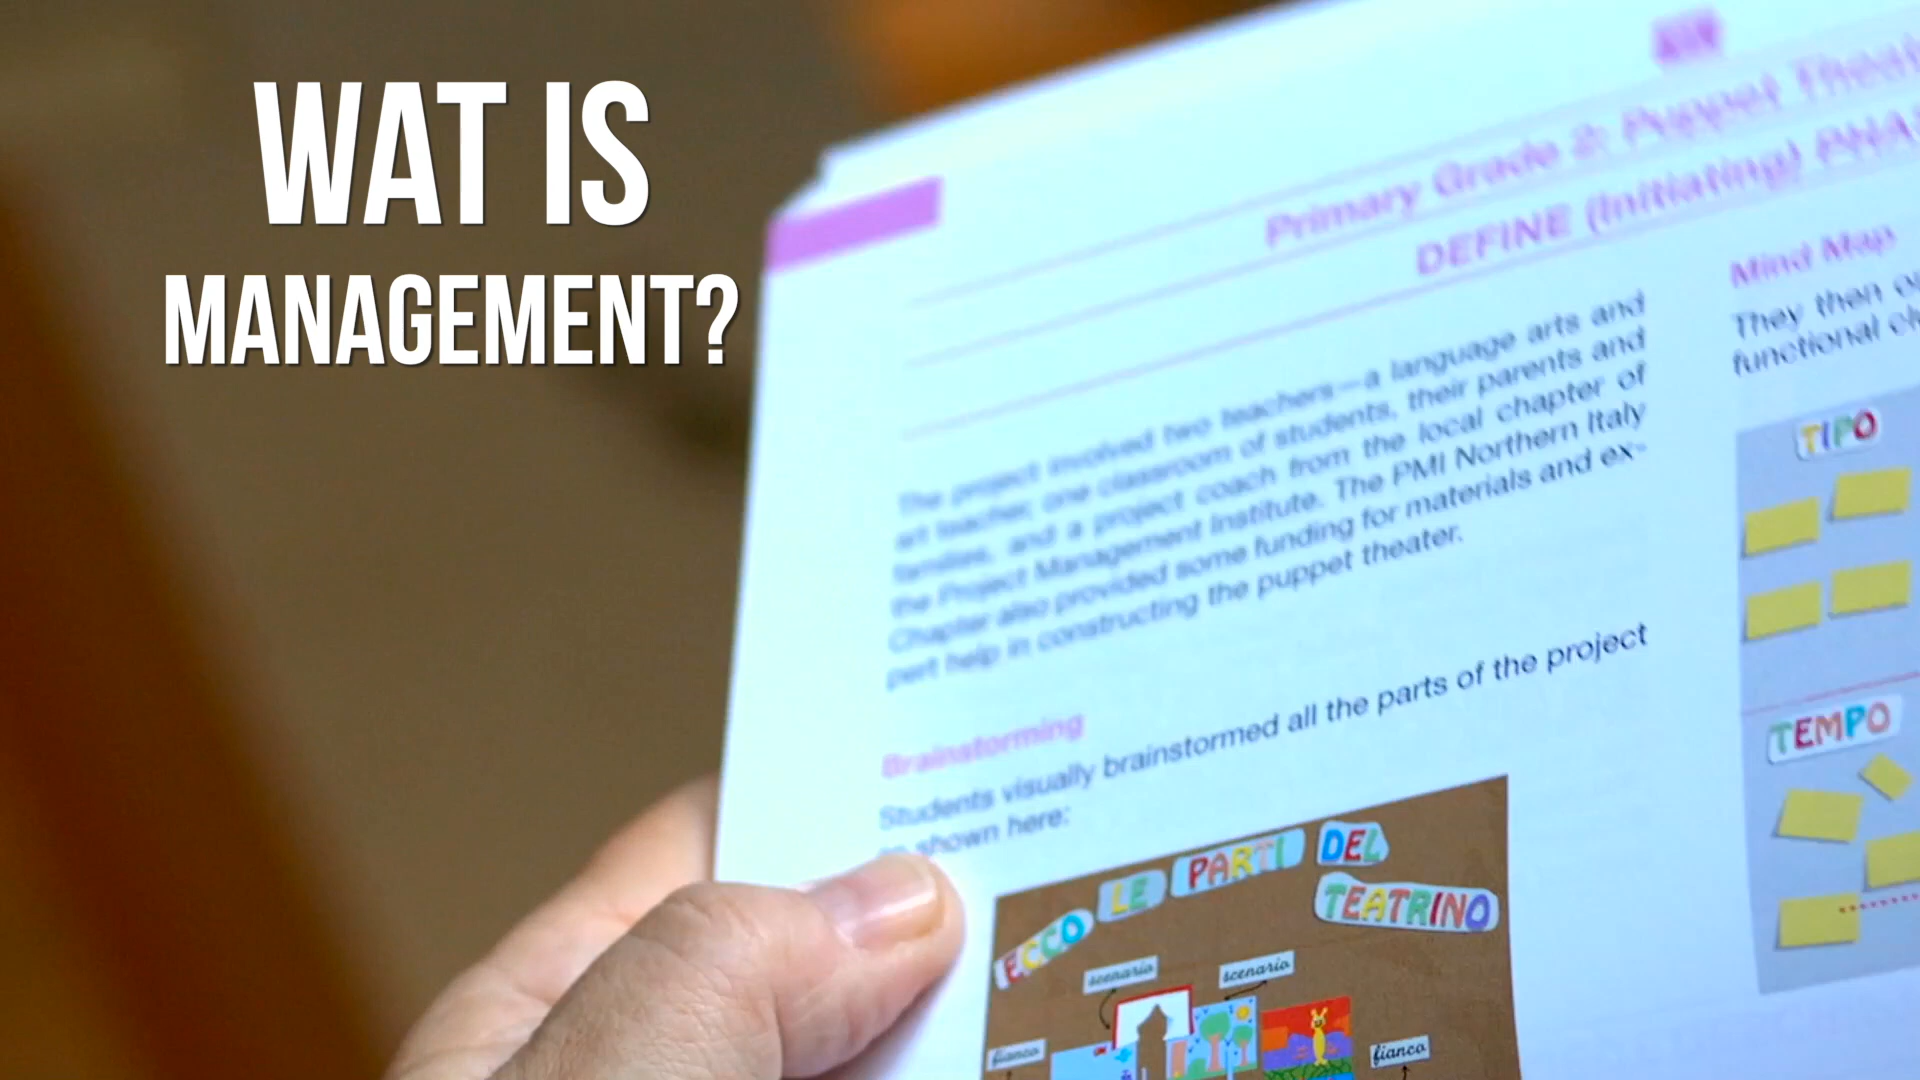 WAT IS
MANAGEMENT?
Primary Grade 2: Puppet Theat
DEFINE (Initiating) PHA
The project involved two teachers—a language arts and
art teacher, one classroom of students, their parents and
families, and a project coach from the local chapter of
the Project Management Institute. The PMI Northern Italy
Chapter also provided some funding for materials and ex-
pert help in constructing the puppet theater.
Brainstorming
Students visually brainstormed all the parts of the project
as shown here:
ECCO LE PARTI DEL
TEATRINO
scenario
scenario
fianco
fianco
Mind Map
They then
functional
TIPO
TEMPO